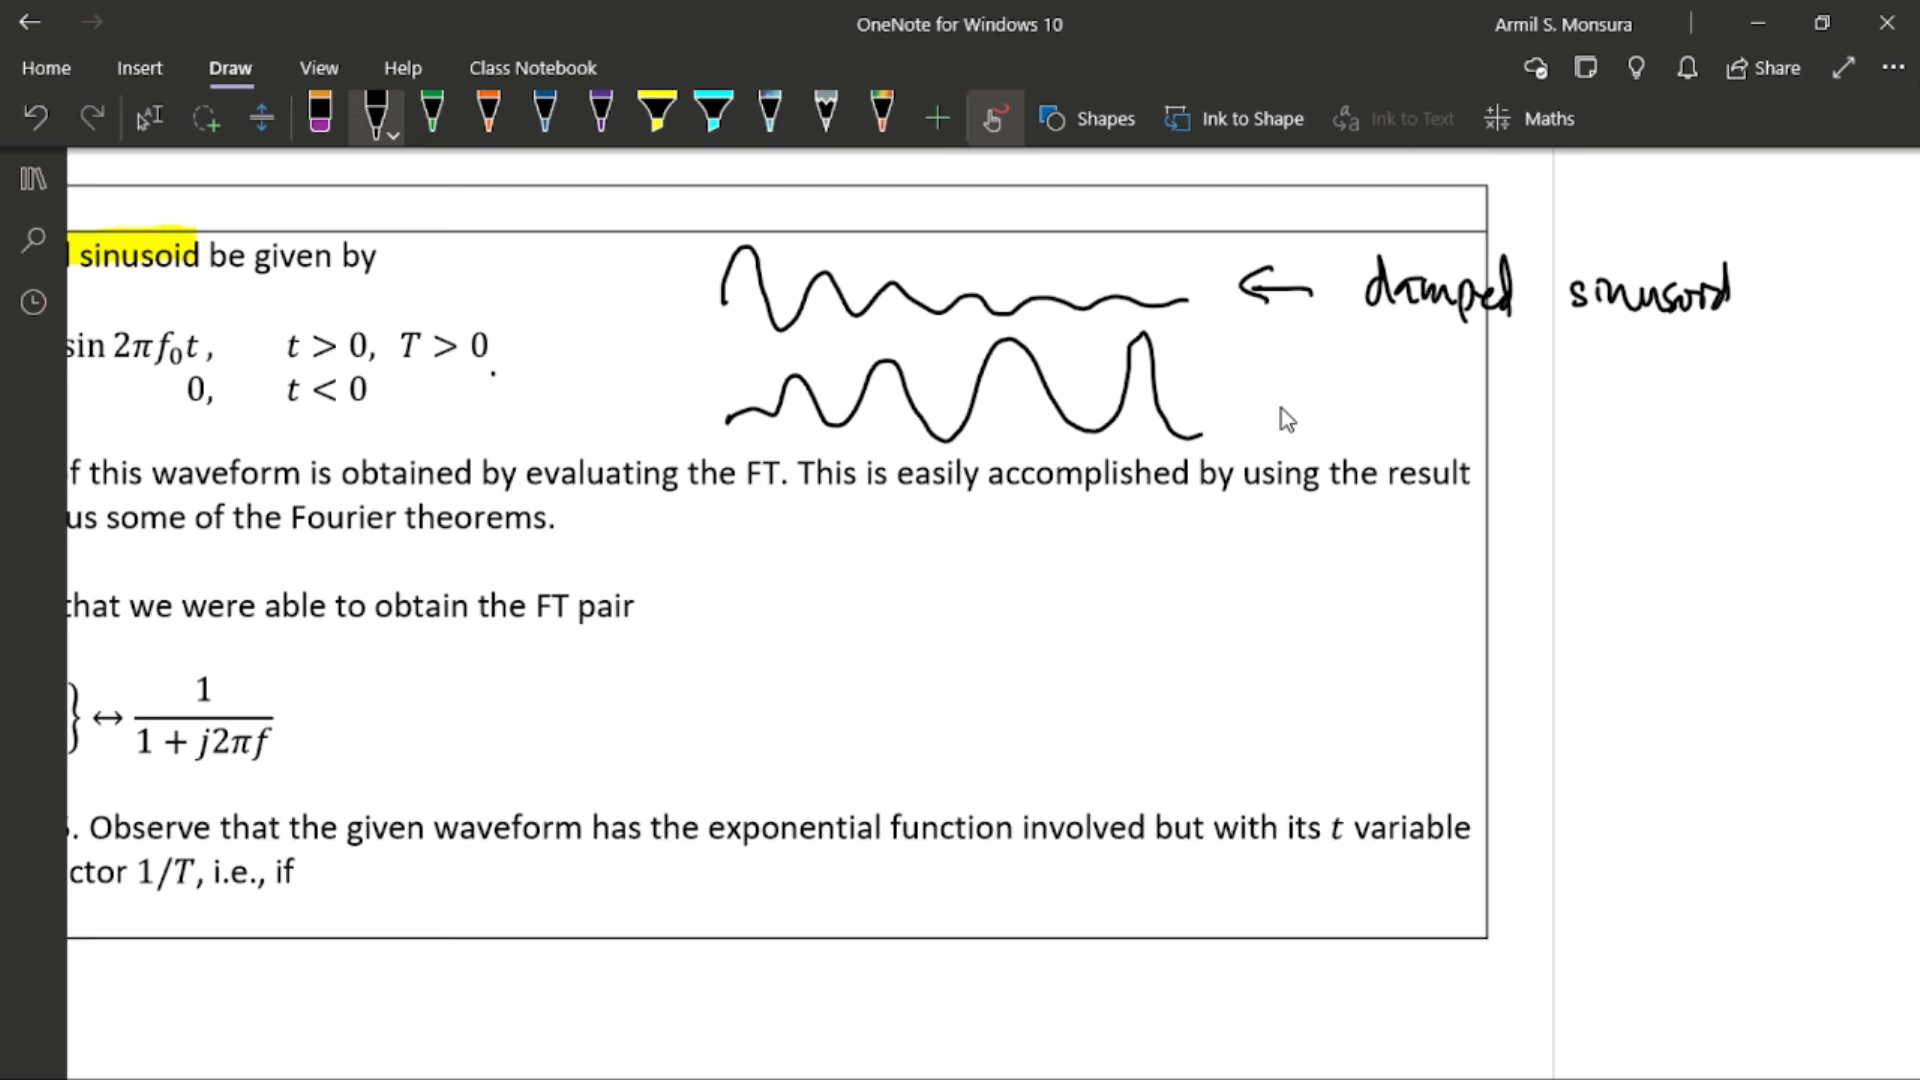 OneNote for Windows 10
Armil S. Monsura
Home Insert Draw View Help Class Notebook
Share
Shapes Ink to Shape Ink to Text Maths
sinusoid be given by
damped sinusoid
sin 2πf₀t, t > 0, T > 0
0, t < 0
.
f this waveform is obtained by evaluating the FT. This is easily accomplished by using the result
us some of the Fourier theorems.
that we were able to obtain the FT pair
} ↔ 1
1 + j2πf
. Observe that the given waveform has the exponential function involved but with its t variable
ctor 1/T, i.e., if